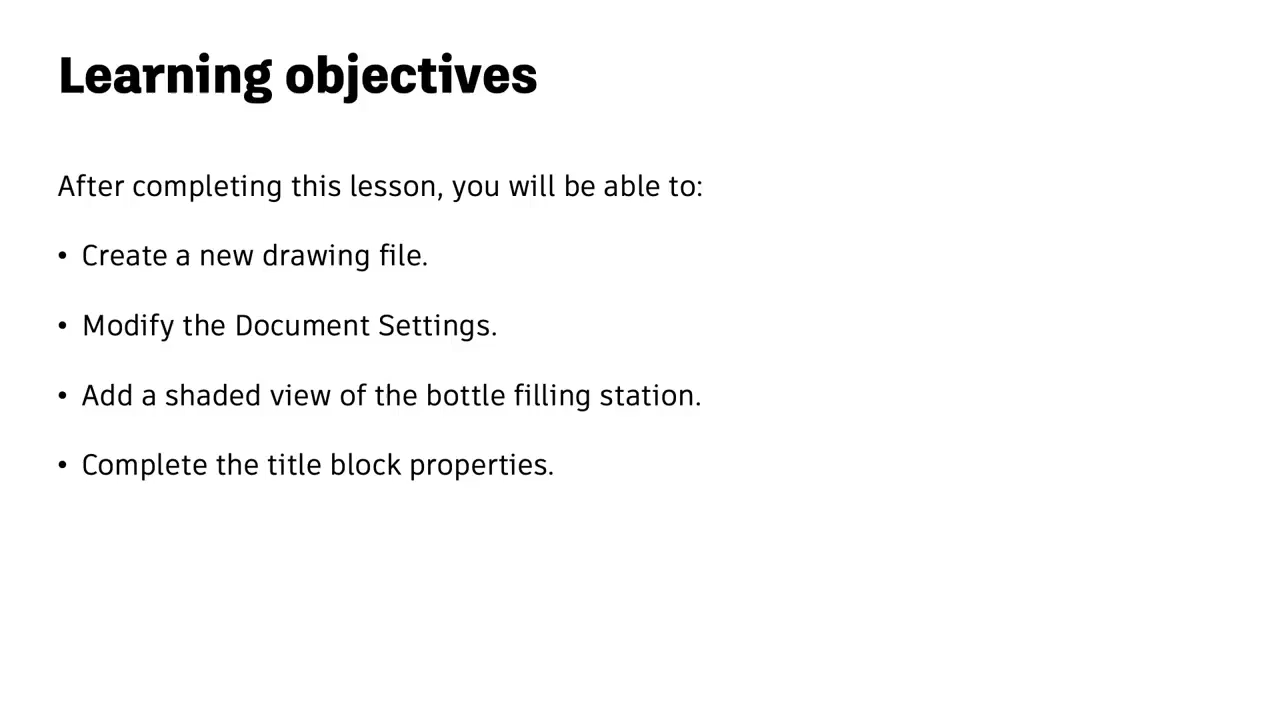 Learning objectives
After completing this lesson, you will be able to:
• Create a new drawing file.
• Modify the Document Settings.
• Add a shaded view of the bottle filling station.
• Complete the title block properties.